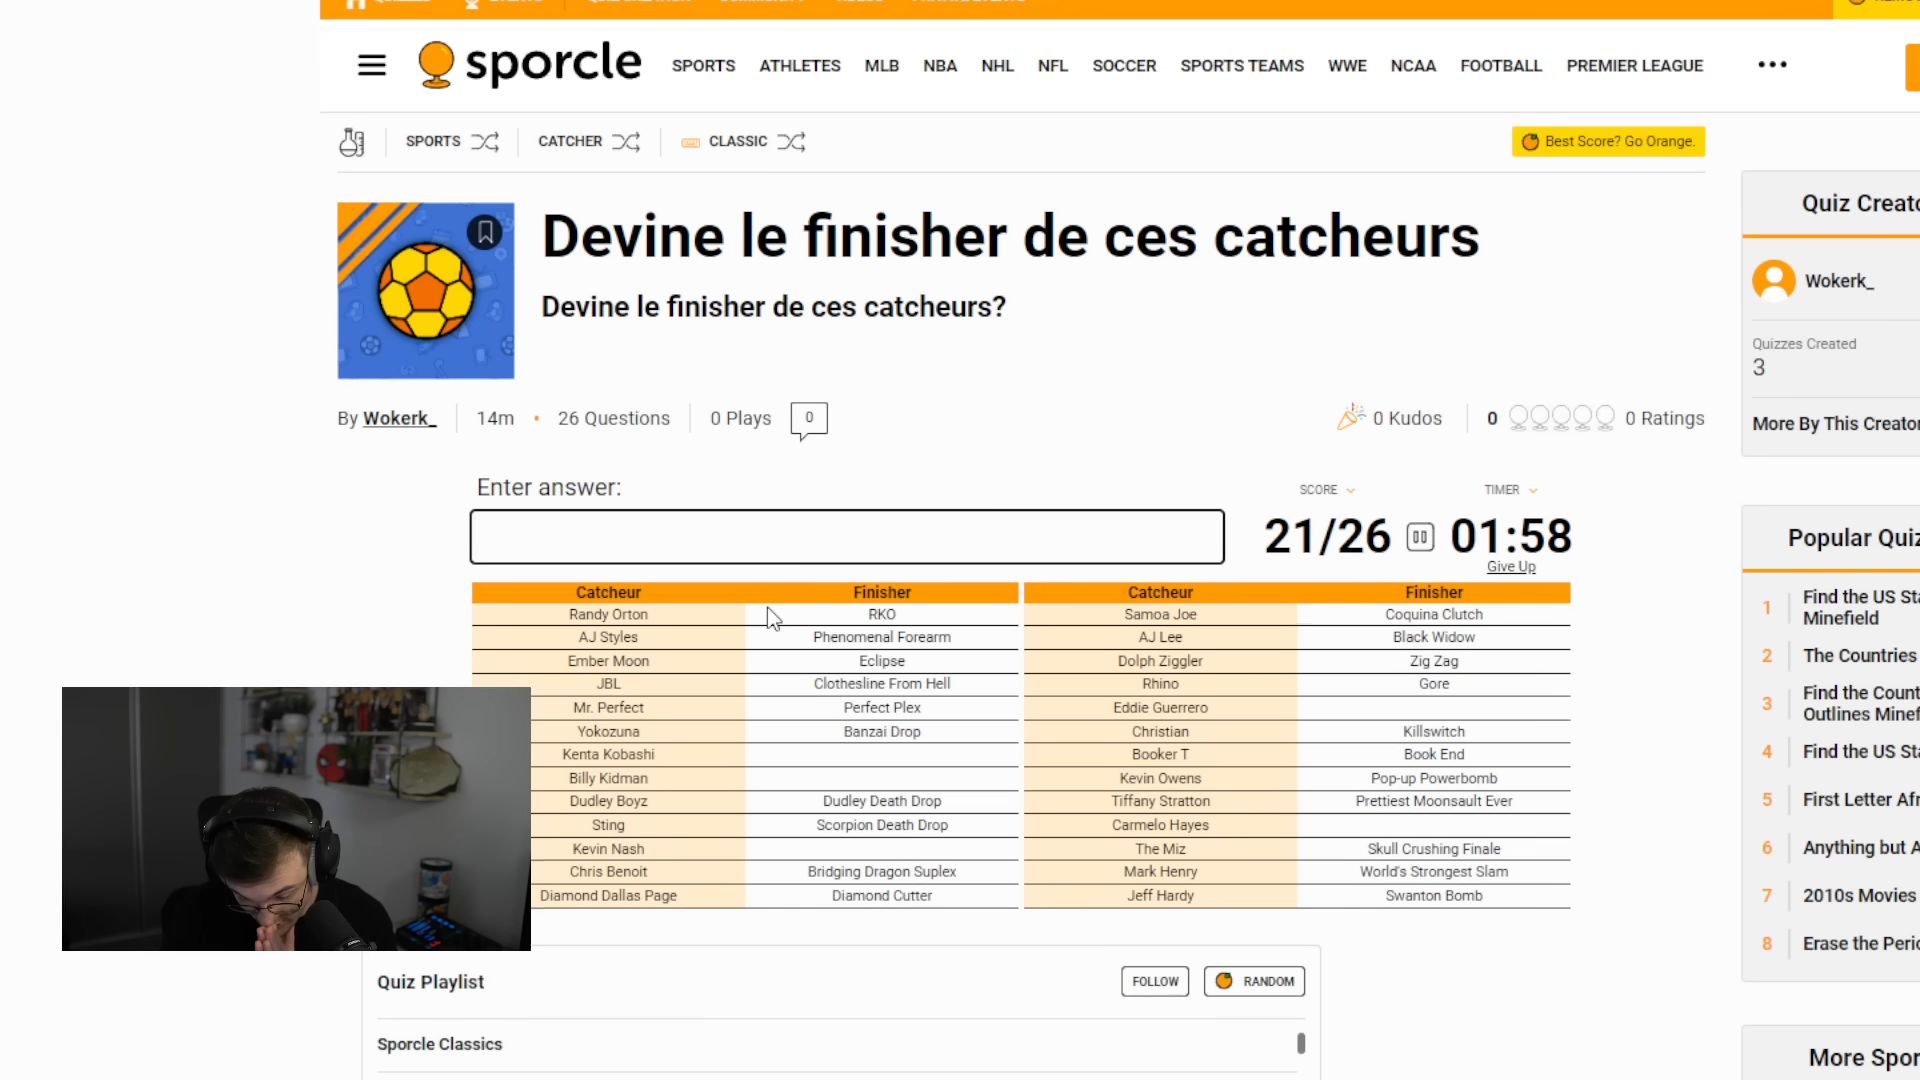 sporcle
SPORTS ATHLETES MLB NBA NHL NFL SOCCER SPORTS TEAMS WWE NCAA FOOTBALL PREMIER LEAGUE
SPORTS CATCHER CLASSIC
Best Score? Go Orange.
Devine le finisher de ces catcheurs
Devine le finisher de ces catcheurs?
By Wokerk_ 14m • 26 Questions 0 Plays 0
0 Kudos 0 0 Ratings
Enter answer:
SCORE TIMER
21/26 01:58
Give Up
Catcheur Finisher Catcheur Finisher
Randy Orton RKO Samoa Joe Coquina Clutch
AJ Styles Phenomenal Forearm AJ Lee Black Widow
Ember Moon Eclipse Dolph Ziggler Zig Zag
JBL Clothesline From Hell Rhino Gore
Mr. Perfect Perfect Plex Eddie Guerrero
Yokozuna Banzai Drop Christian Killswitch
Kenta Kobashi Booker T Book End
Billy Kidman Kevin Owens Pop-up Powerbomb
Dudley Boyz Dudley Death Drop Tiffany Stratton Prettiest Moonsault Ever
Sting Scorpion Death Drop Carmelo Hayes
Kevin Nash The Miz Skull Crushing Finale
Chris Benoit Bridging Dragon Suplex Mark Henry World's Strongest Slam
Diamond Dallas Page Diamond Cutter Jeff Hardy Swanton Bomb
Quiz Playlist FOLLOW RANDOM
Sporcle Classics
Quiz
Wokerk_
Quizzes Created
3
More By This
Popular
1 Find the US
Minefield
2 The Countries
3 Find the
Outlines
4 Find the US
5 First Letter
6 Anything but
7 2010s Movies
8 Erase the
More